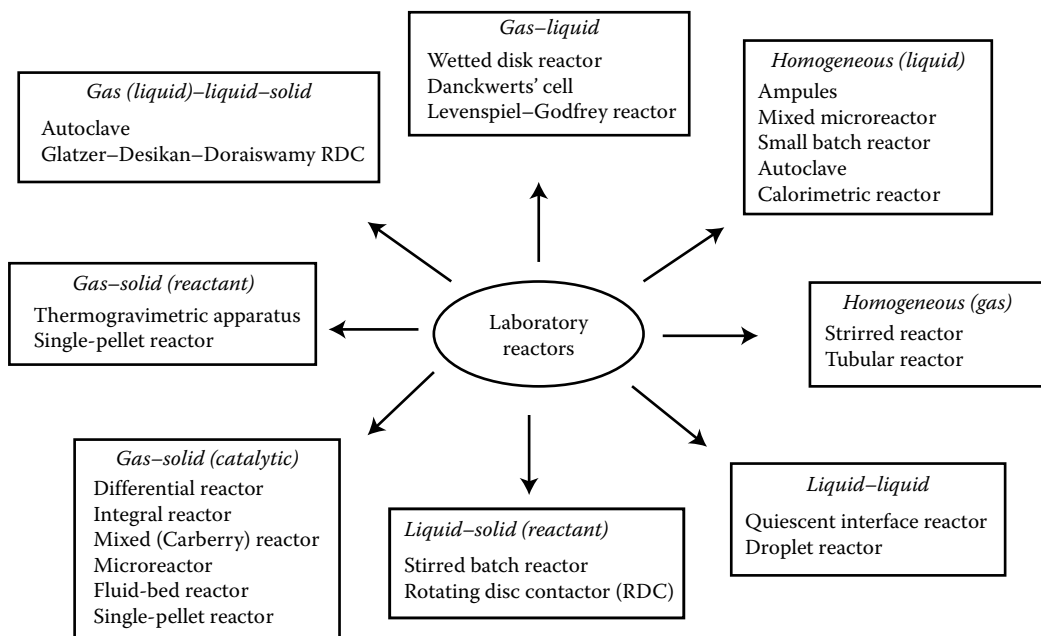 Gas–liquid
Wetted disk reactor
Danckwerts’ cell
Levenspiel–Godfrey reactor
Homogeneous (liquid)
Ampules
Mixed microreactor
Small batch reactor
Autoclave
Calorimetric reactor
Gas (liquid)–liquid–solid
Autoclave
Glatzer–Desikan–Doraiswamy RDC
Gas–solid (reactant)
Thermogravimetric apparatus
Single-pellet reactor
Laboratory
reactors
Homogeneous (gas)
Strirred reactor
Tubular reactor
Gas–solid (catalytic)
Differential reactor
Integral reactor
Mixed (Carberry) reactor
Microreactor
Fluid-bed reactor
Single-pellet reactor
Liquid–solid (reactant)
Stirred batch reactor
Rotating disc contactor (RDC)
Liquid–liquid
Quiescent interface reactor
Droplet reactor